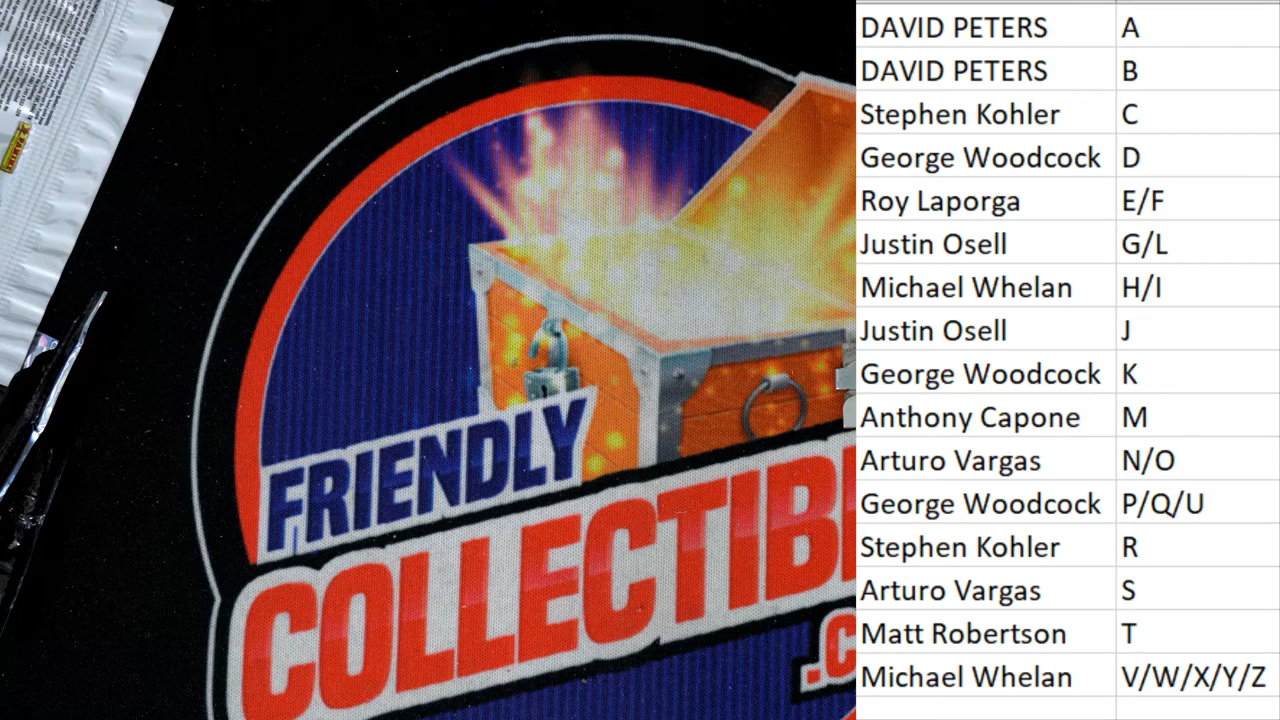 PANINI
FRIENDLY
COLLECTIB
.C
DAVID PETERS A
DAVID PETERS B
Stephen Kohler C
George Woodcock D
Roy Laporga E/F
Justin Osell G/L
Michael Whelan H/I
Justin Osell J
George Woodcock K
Anthony Capone M
Arturo Vargas N/O
George Woodcock P/Q/U
Stephen Kohler R
Arturo Vargas S
Matt Robertson T
Michael Whelan V/W/X/Y/Z